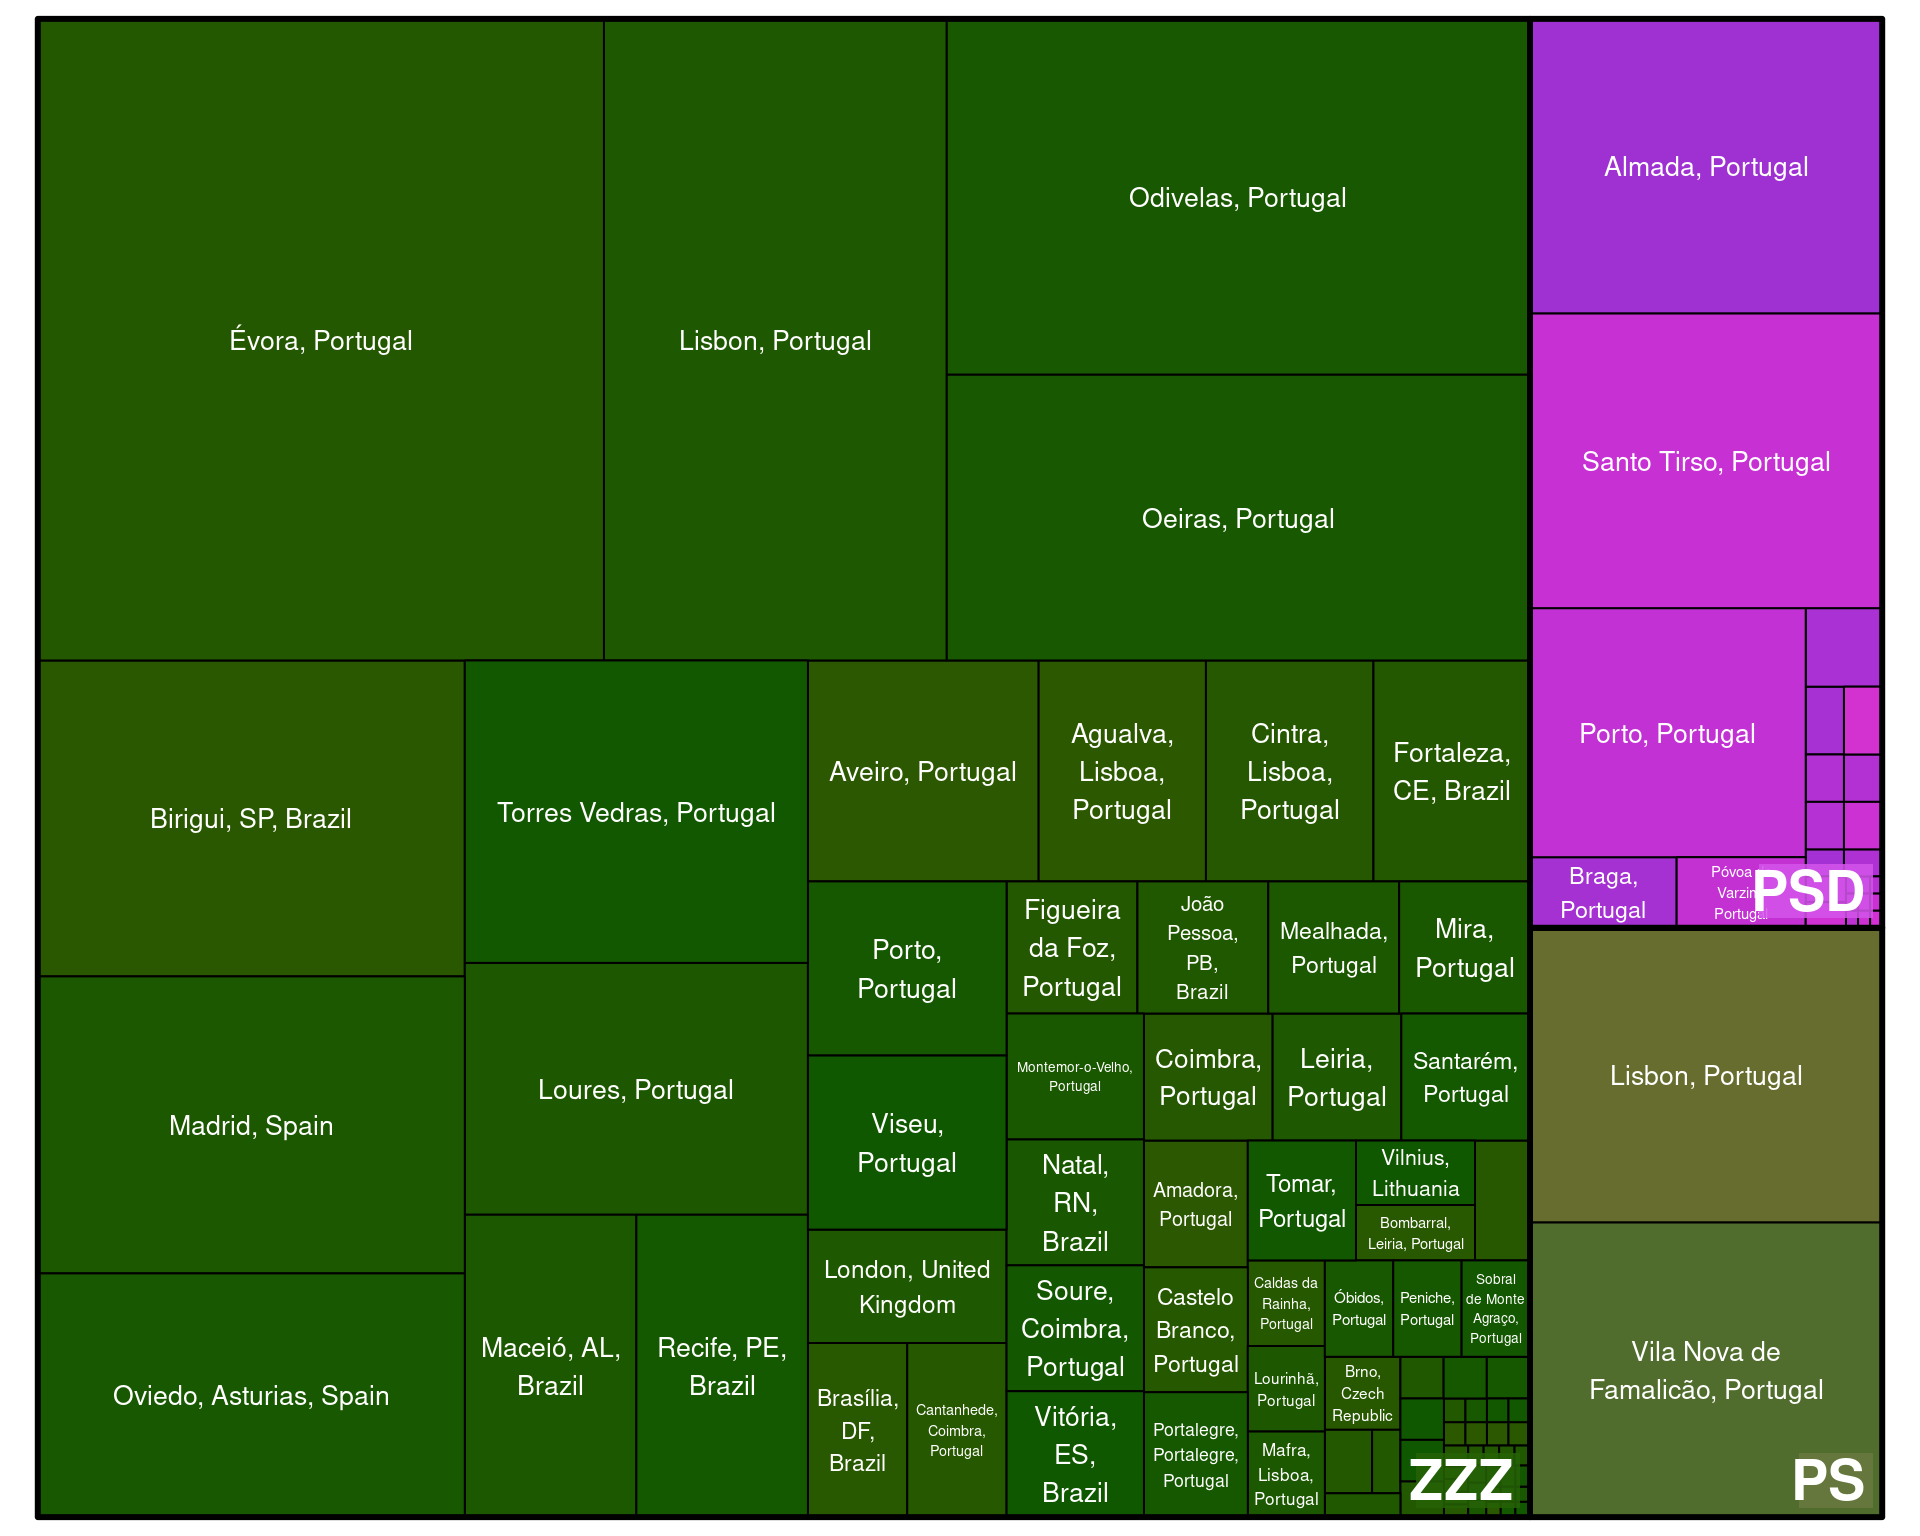 Évora, Portugal
Lisbon, Portugal
Odivelas, Portugal
Oeiras, Portugal
Birigui, SP, Brazil
Madrid, Spain
Oviedo, Asturias, Spain
Torres Vedras, Portugal
Loures, Portugal
Maceió, AL,
Brazil
Recife, PE,
Brazil
Aveiro, Portugal
Agualva,
Lisboa,
Portugal
Cintra,
Lisboa,
Portugal
Fortaleza,
CE, Brazil
Porto,
Portugal
Viseu,
Portugal
London, United
Kingdom
Brasília,
DF,
Brazil
Cantanhede,
Coimbra,
Portugal
Figueira
da Foz,
Portugal
João
Pessoa,
PB,
Brazil
Mealhada,
Portugal
Mira,
Portugal
Montemor-o-Velho,
Portugal
Natal,
RN,
Brazil
Soure,
Coimbra,
Portugal
Vitória,
ES,
Brazil
Coimbra,
Portugal
Leiria,
Portugal
Santarém,
Portugal
Amadora,
Portugal
Castelo
Branco,
Portugal
Portalegre,
Portalegre,
Portugal
Tomar,
Portugal
Vilnius,
Lithuania
Bombarral,
Leiria, Portugal
Caldas da
Rainha,
Portugal
Lourinhã,
Portugal
Mafra,
Lisboa,
Portugal
Óbidos,
Portugal
Peniche,
Portugal
Sobral
de Monte
Agraço,
Portugal
Brno,
Czech
Republic
ZZZ
Almada, Portugal
Santo Tirso, Portugal
Porto, Portugal
Braga,
Portugal
Póvoa
Varzim
Portugal
PSD
Lisbon, Portugal
Vila Nova de
Famalicão, Portugal
PS